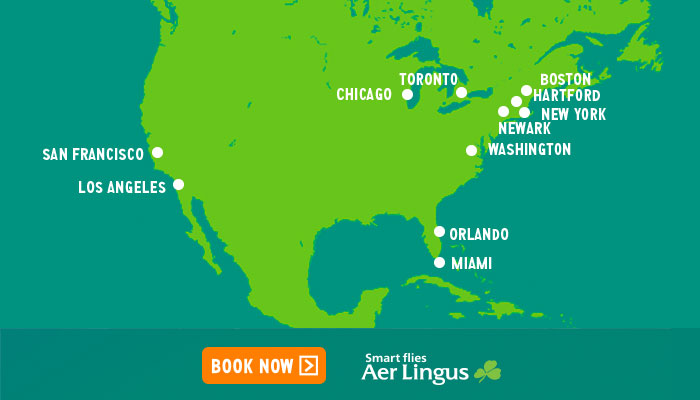 TORONTO
BOSTON
CHICAGO
HARTFORD
NEW YORK
NEWARK
WASHINGTON
SAN FRANCISCO
LOS ANGELES
ORLANDO
MIAMI
BOOK NOW
Smart flies
Aer Lingus